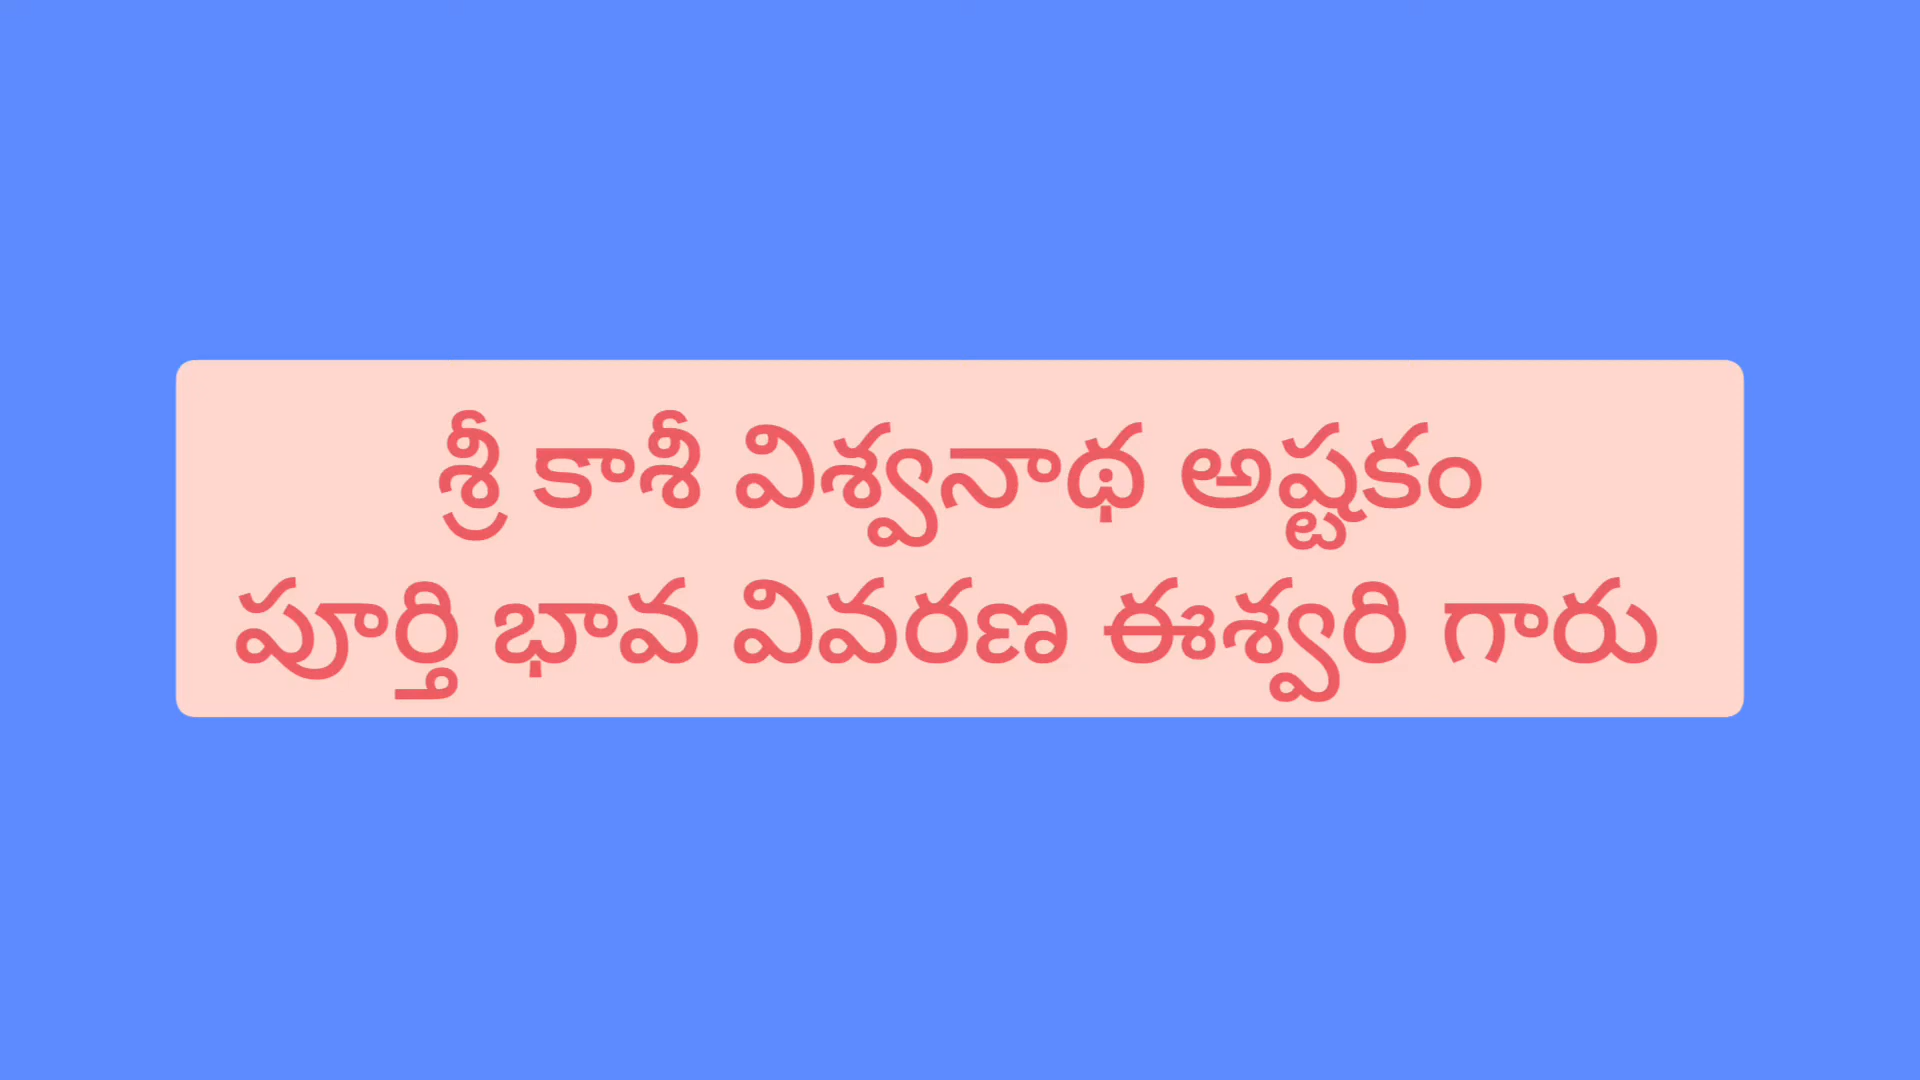 శ్రీ కాశీ విశ్వనాథ అష్టకం
పూర్తి భావ వివరణ ఈశ్వరి గారు